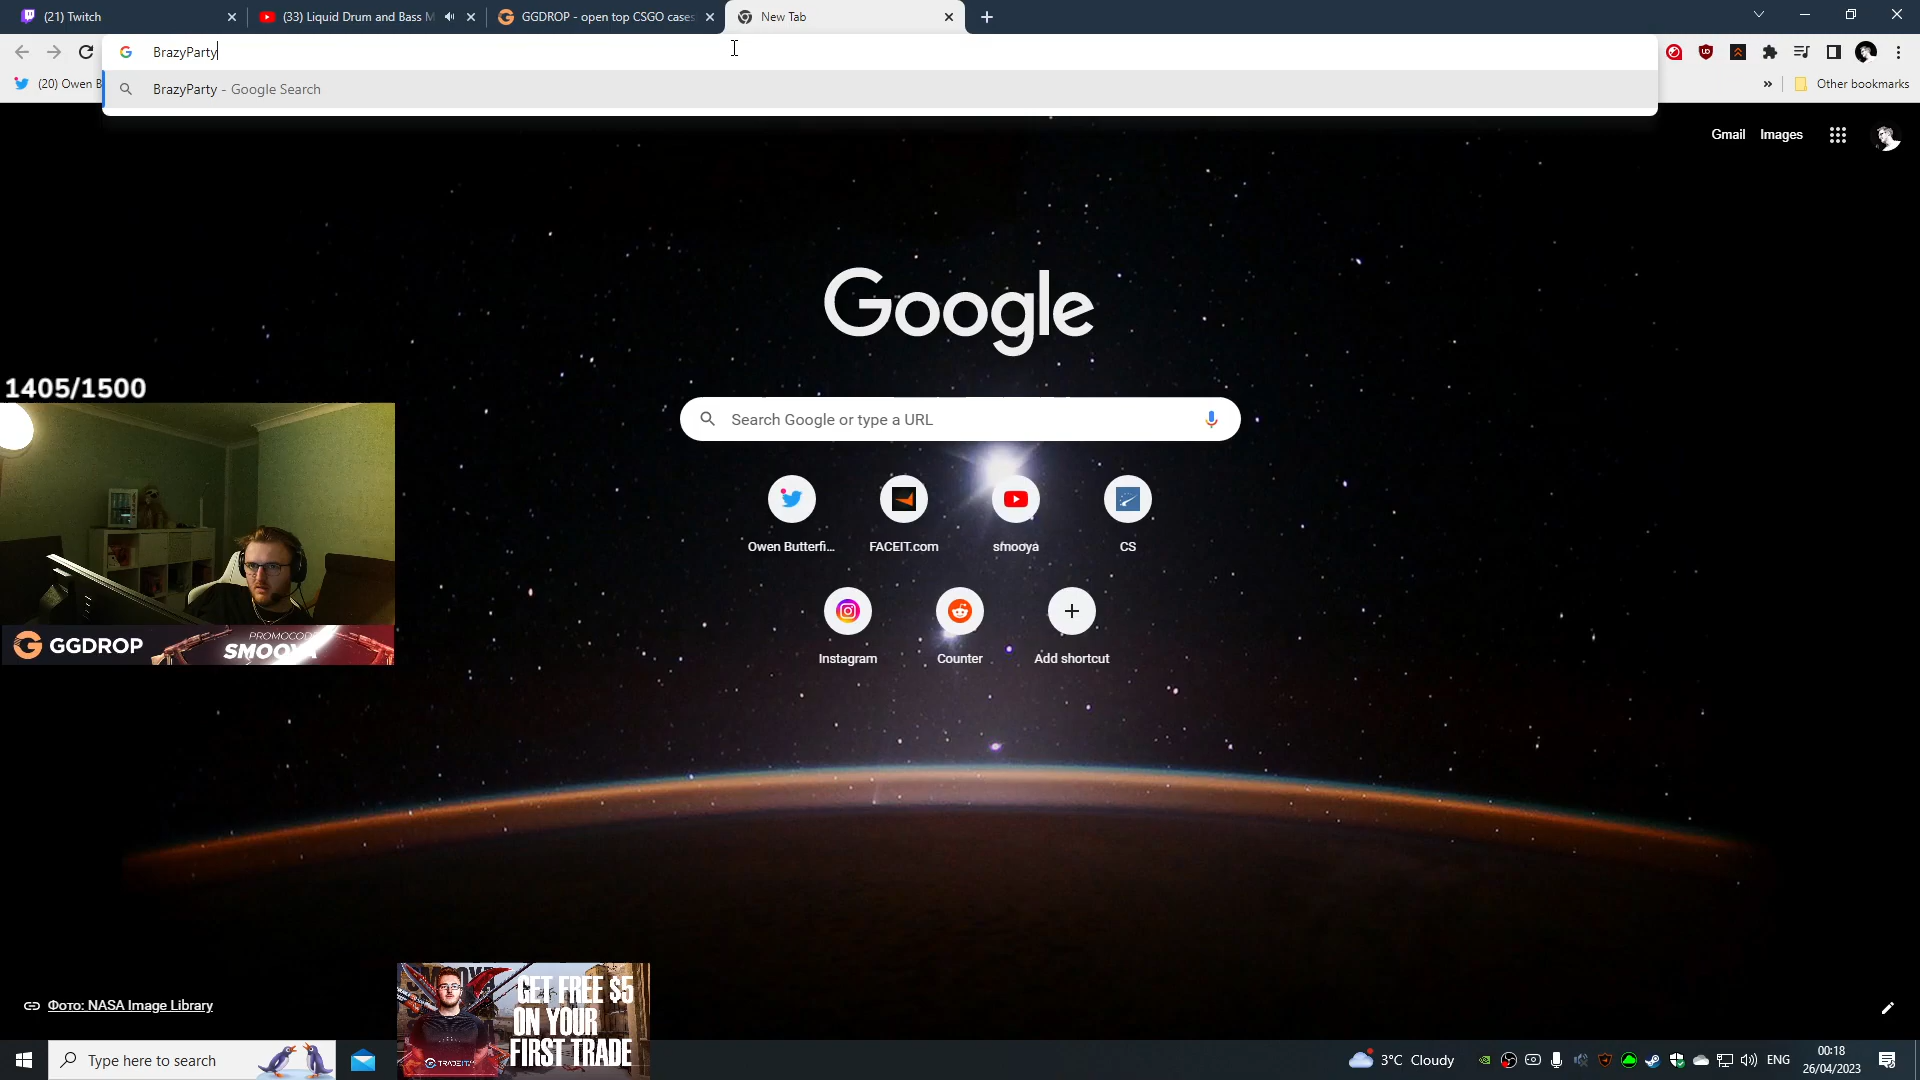 (21) Twitch
(33) Liquid Drum and Bass M
GGDROP - open top CSGO cases
New Tab
BrazyParty
(20) Owen B
BrazyParty - Google Search
» Other bookmarks
Gmail Images
Google
1405/1500
Search Google or type a URL
Owen Butterfi...
FACEIT.com
smooya
CS
Instagram
Counter
Add shortcut
GGDROP
PROMOCODE
SMOOYA
GET FREE $5
ON YOUR
FIRST TRADE
TRADEIT
Фото: NASA Image Library
Type here to search
3°C Cloudy
ENG
00:18
26/04/2023